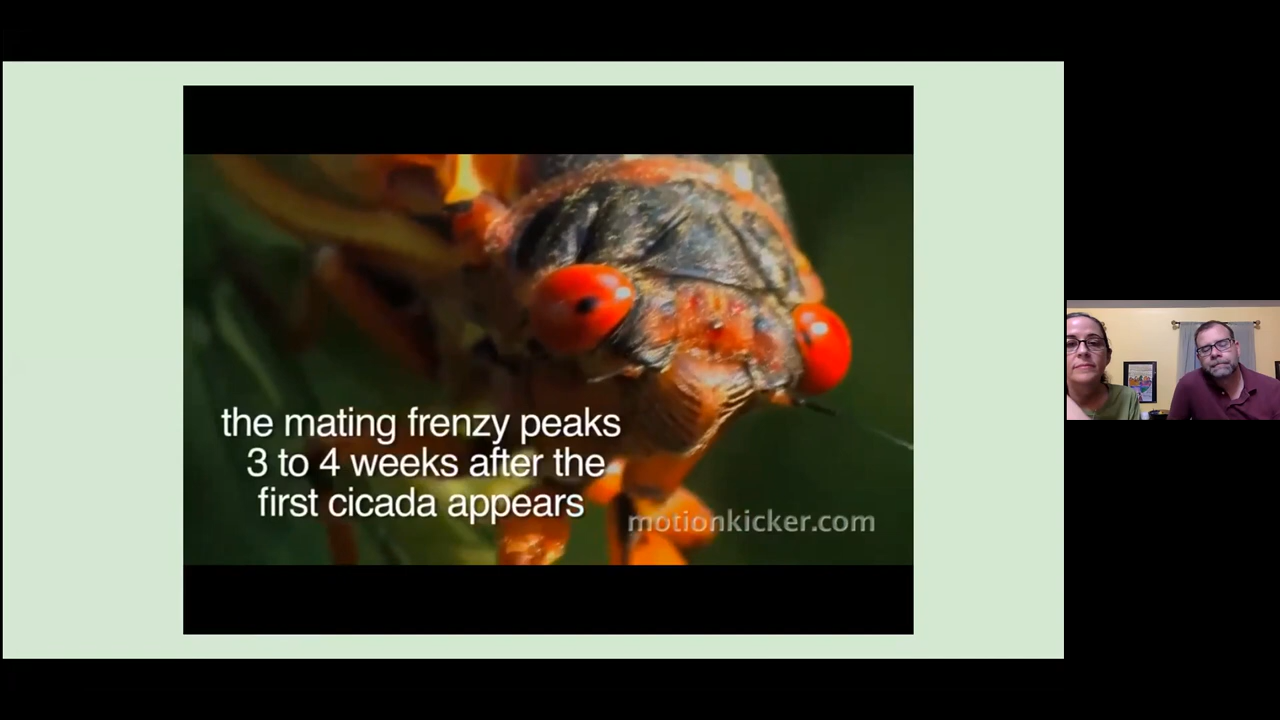 the mating frenzy peaks
3 to 4 weeks after the
first cicada appears
motionkicker.com